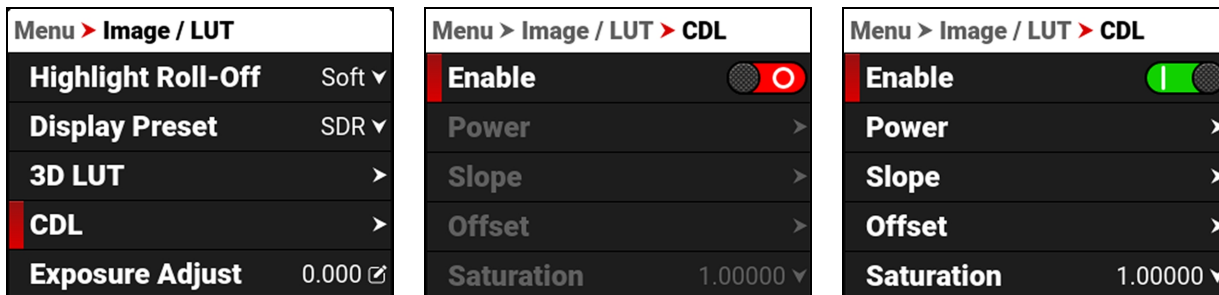 Menu > Image / LUT
Highlight Roll-Off Soft
Display Preset SDR
3D LUT
CDL
Exposure Adjust 0.000
Menu > Image / LUT > CDL
Enable
Power
Slope
Offset
Saturation 1.00000
Menu > Image / LUT > CDL
Enable
Power
Slope
Offset
Saturation 1.00000